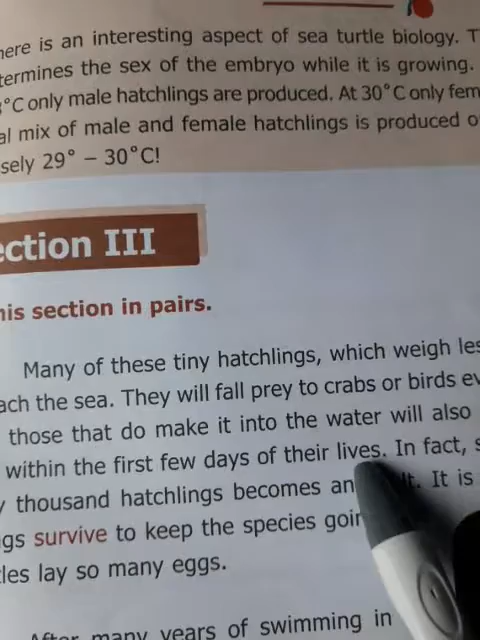 here is an interesting aspect of sea turtle biology. T
termines the sex of the embryo while it is growing.
°C only male hatchlings are produced. At 30°C only fem
al mix of male and female hatchlings is produced o
sely 29° – 30°C!
ection III
his section in pairs.
Many of these tiny hatchlings, which weigh les
ach the sea. They will fall prey to crabs or birds ev
those that do make it into the water will also
within the first few days of their lives. In fact, s
y thousand hatchlings becomes an lt. It is
gs survive to keep the species goin
les lay so many eggs.
After many years of swimming in